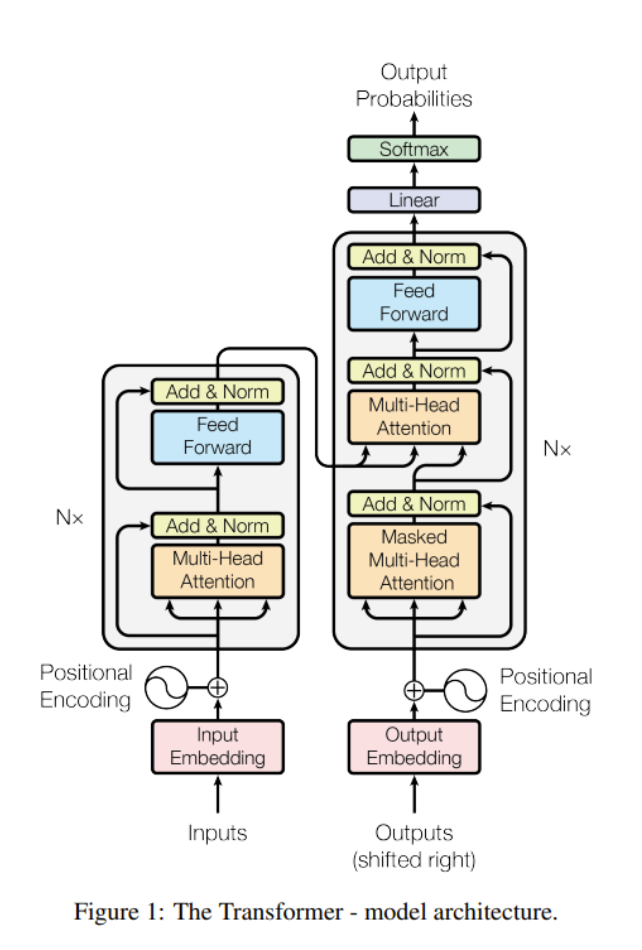 Output
Probabilities
Softmax
Linear
Add & Norm
Feed
Forward
Add & Norm
Multi-Head
Attention
Add & Norm
Masked
Multi-Head
Attention
Nx
Add & Norm
Feed
Forward
Add & Norm
Multi-Head
Attention
Nx
Positional
Encoding
Positional
Encoding
Input
Embedding
Output
Embedding
Inputs
Outputs
(shifted right)
Figure 1: The Transformer - model architecture.